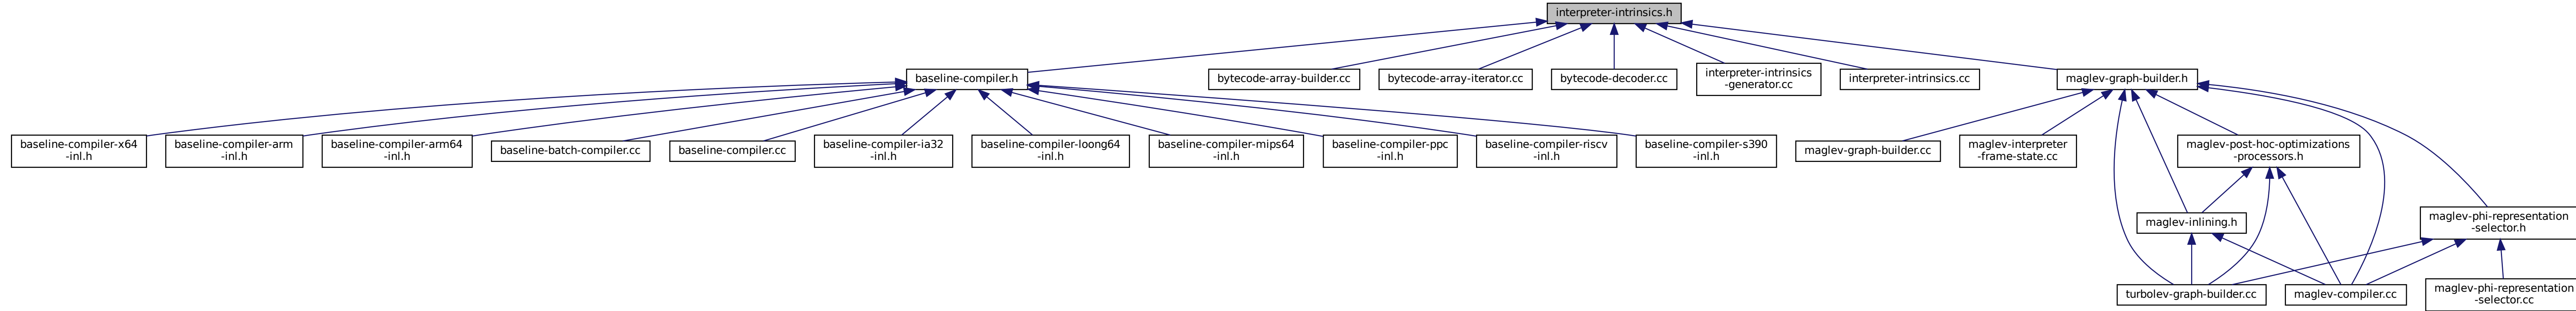 interpreter-intrinsics.h
baseline-compiler.h
bytecode-array-builder.cc
bytecode-array-iterator.cc
bytecode-decoder.cc
interpreter-intrinsics
-generator.cc
interpreter-intrinsics.cc
maglev-graph-builder.h
baseline-compiler-x64
-inl.h
baseline-compiler-arm
-inl.h
baseline-compiler-arm64
-inl.h
baseline-batch-compiler.cc
baseline-compiler.cc
baseline-compiler-ia32
-inl.h
baseline-compiler-loong64
-inl.h
baseline-compiler-mips64
-inl.h
baseline-compiler-ppc
-inl.h
baseline-compiler-riscv
-inl.h
baseline-compiler-s390
-inl.h
maglev-graph-builder.cc
maglev-interpreter
-frame-state.cc
maglev-post-hoc-optimizations
-processors.h
maglev-inlining.h
maglev-phi-representation
-selector.h
turbolev-graph-builder.cc
maglev-compiler.cc
maglev-phi-representation
-selector.cc